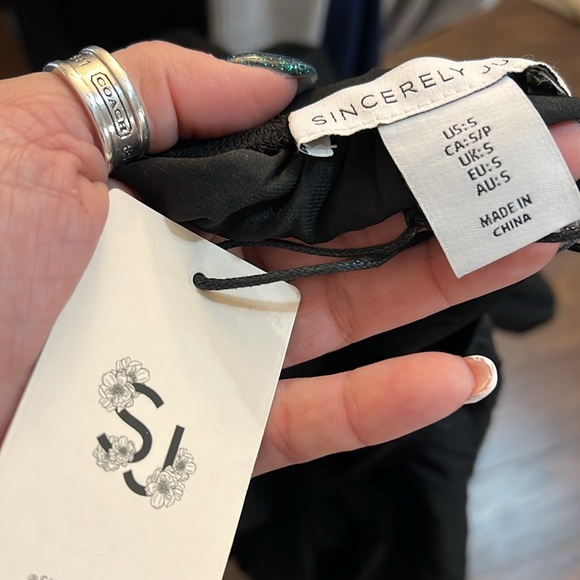 COACH
SINCERELY
US:S
CA:S/P
UK:S
EU:S
AU:S
MADE IN
CHINA
SJ